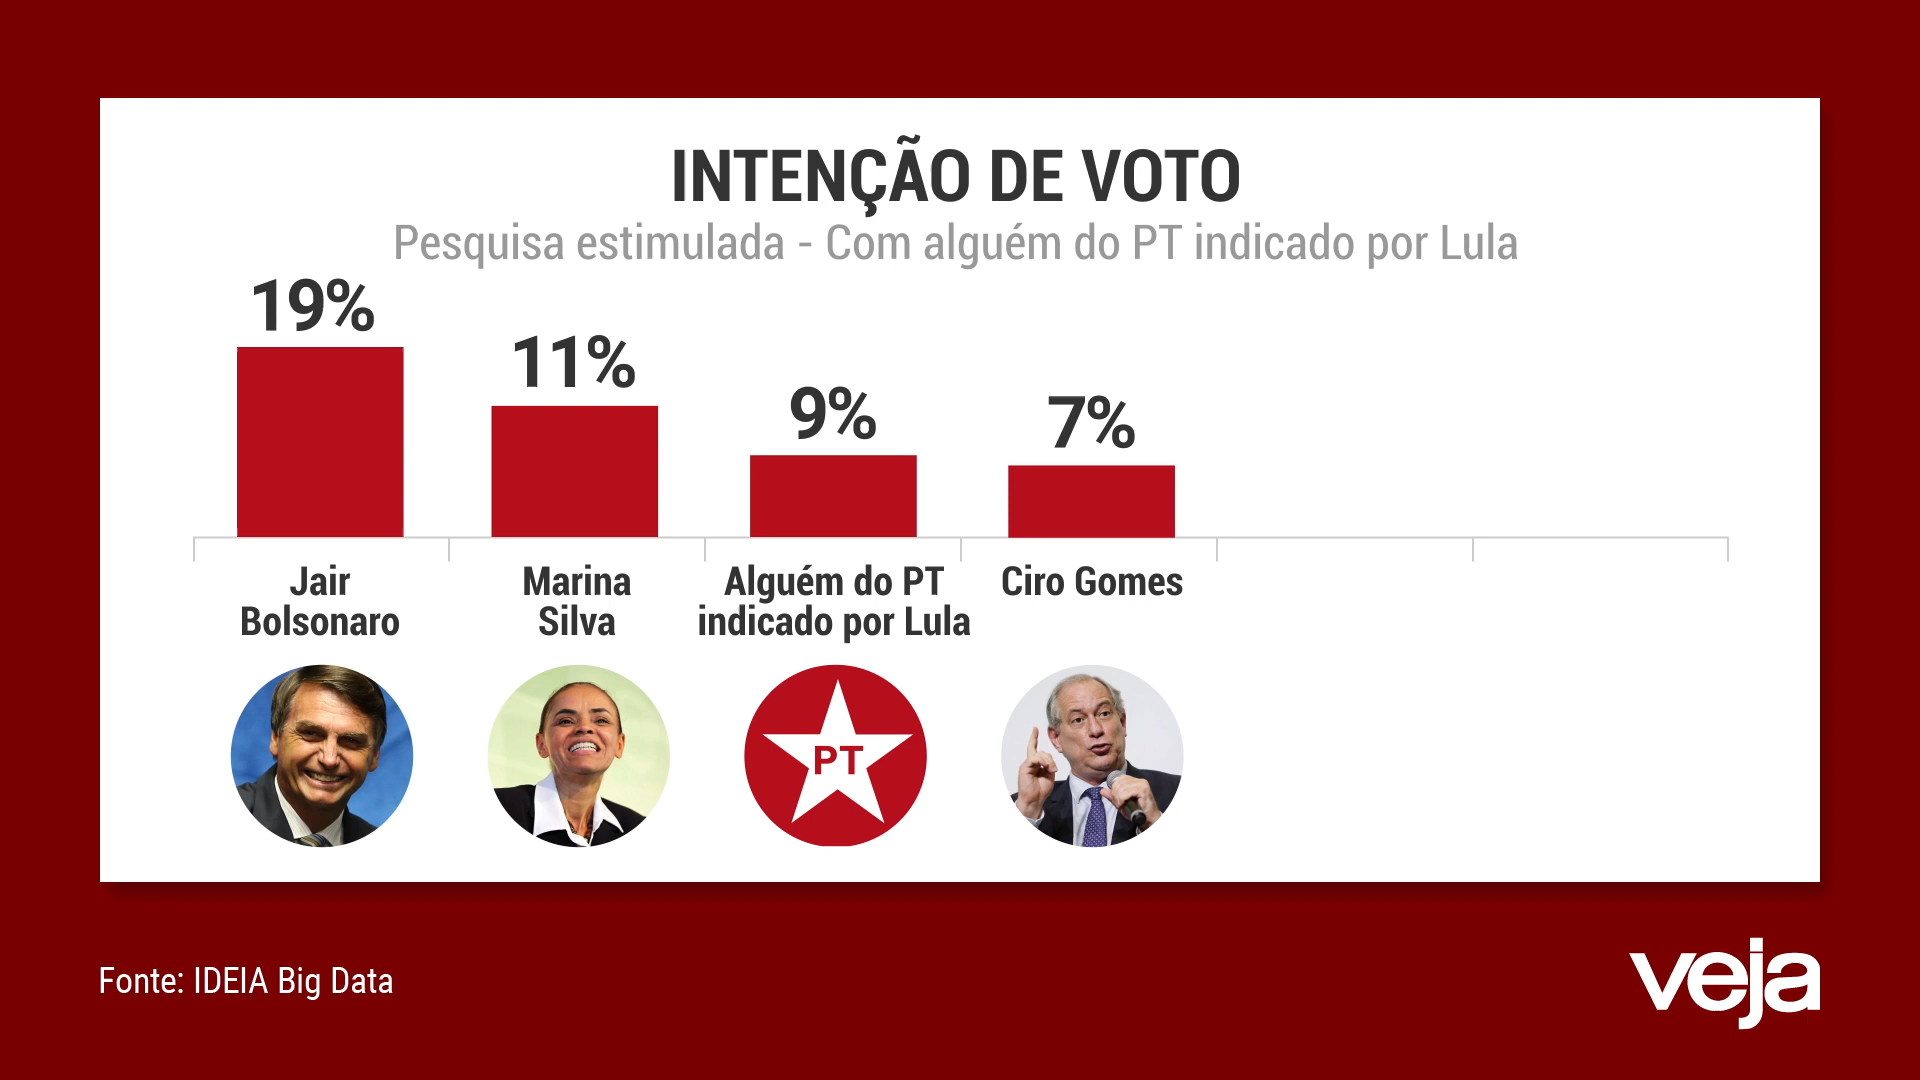 INTENÇÃO DE VOTO
Pesquisa estimulada - Com alguém do PT indicado por Lula
19%
11%
9%
7%
Jair
Bolsonaro
Marina
Silva
Alguém do PT
indicado por Lula
Ciro Gomes
PT
Fonte: IDEIA Big Data
veja